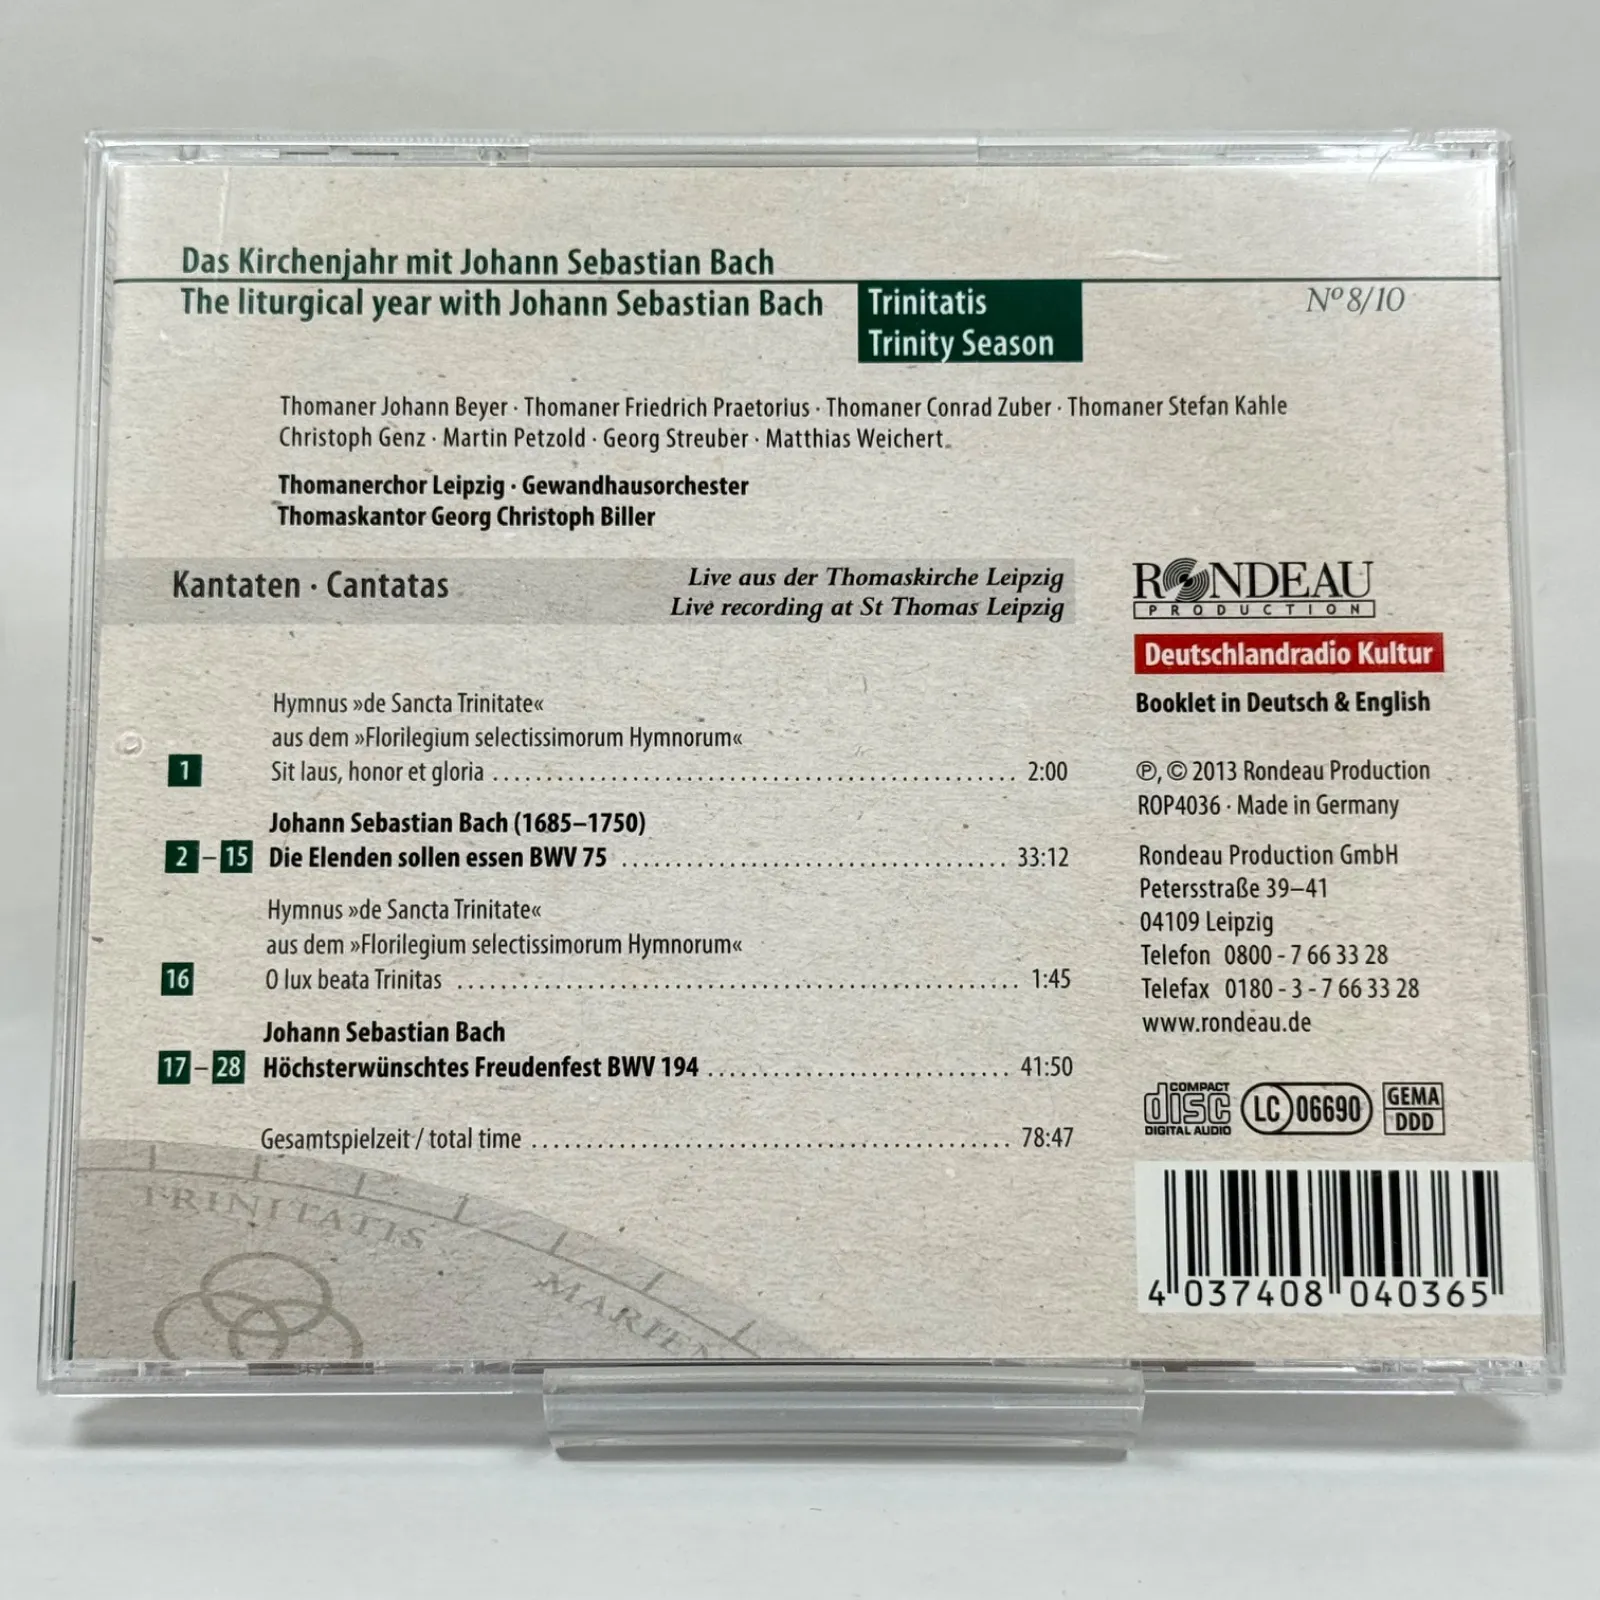 Das Kirchenjahr mit Johann Sebastian Bach
The liturgical year with Johann Sebastian Bach
Trinitatis
Trinity Season
Nº 8/10
Thomaner Johann Beyer · Thomaner Friedrich Praetorius · Thomaner Conrad Zuber · Thomaner Stefan Kahle
Christoph Genz · Martin Petzold · Georg Streuber · Matthias Weichert
Thomanerchor Leipzig · Gewandhausorchester
Thomaskantor Georg Christoph Biller
Kantaten · Cantatas
Live aus der Thomaskirche Leipzig
Live recording at St Thomas Leipzig
Hymnus »de Sancta Trinitate«
aus dem »Florilegium selectissimorum Hymnorum«
1 Sit laus, honor et gloria 2:00
Johann Sebastian Bach (1685–1750)
2 – 15 Die Elenden sollen essen BWV 75 33:12
Hymnus »de Sancta Trinitate«
aus dem »Florilegium selectissimorum Hymnorum«
16 O lux beata Trinitas 1:45
Johann Sebastian Bach
17 – 28 Höchsterwünschtes Freudenfest BWV 194 41:50
Gesamtspielzeit / total time 78:47
TRINITATIS
MARIEN
RONDEAU
PRODUCTION
Deutschlandradio Kultur
Booklet in Deutsch & English
℗, © 2013 Rondeau Production
ROP4036 · Made in Germany
Rondeau Production GmbH
Petersstraße 39–41
04109 Leipzig
Telefon 0800 - 7 66 33 28
Telefax 0180 - 3 - 7 66 33 28
www.rondeau.de
COMPACT
disc
DIGITAL AUDIO
LC 06690
GEMA
DDD
4 037408 040365